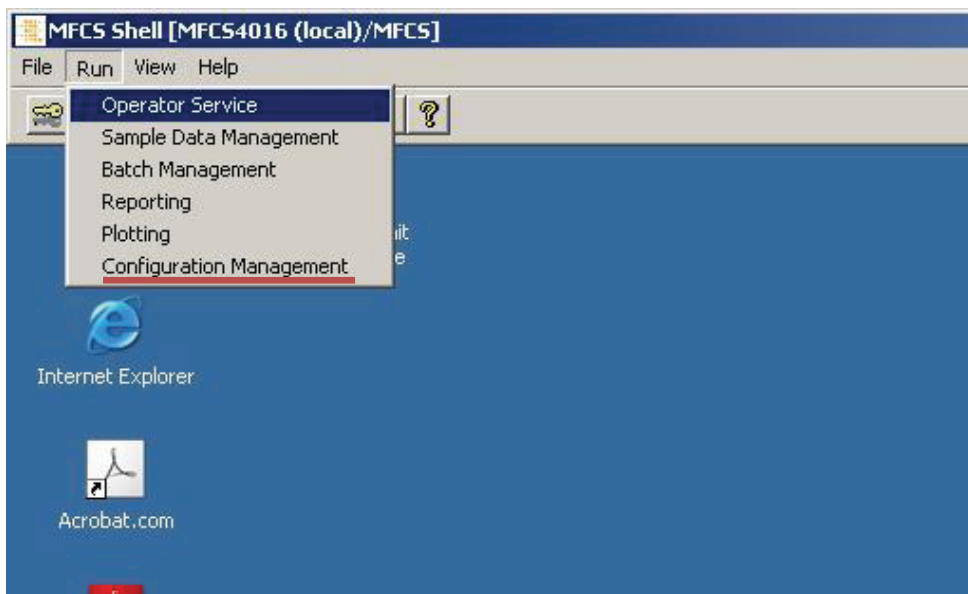 MFCS Shell [MFCS4016 (local)/MFCS]
File Run View Help
Operator Service
Sample Data Management
Batch Management
Reporting
Plotting
Configuration Management
?
it
e
Internet Explorer
Acrobat.com